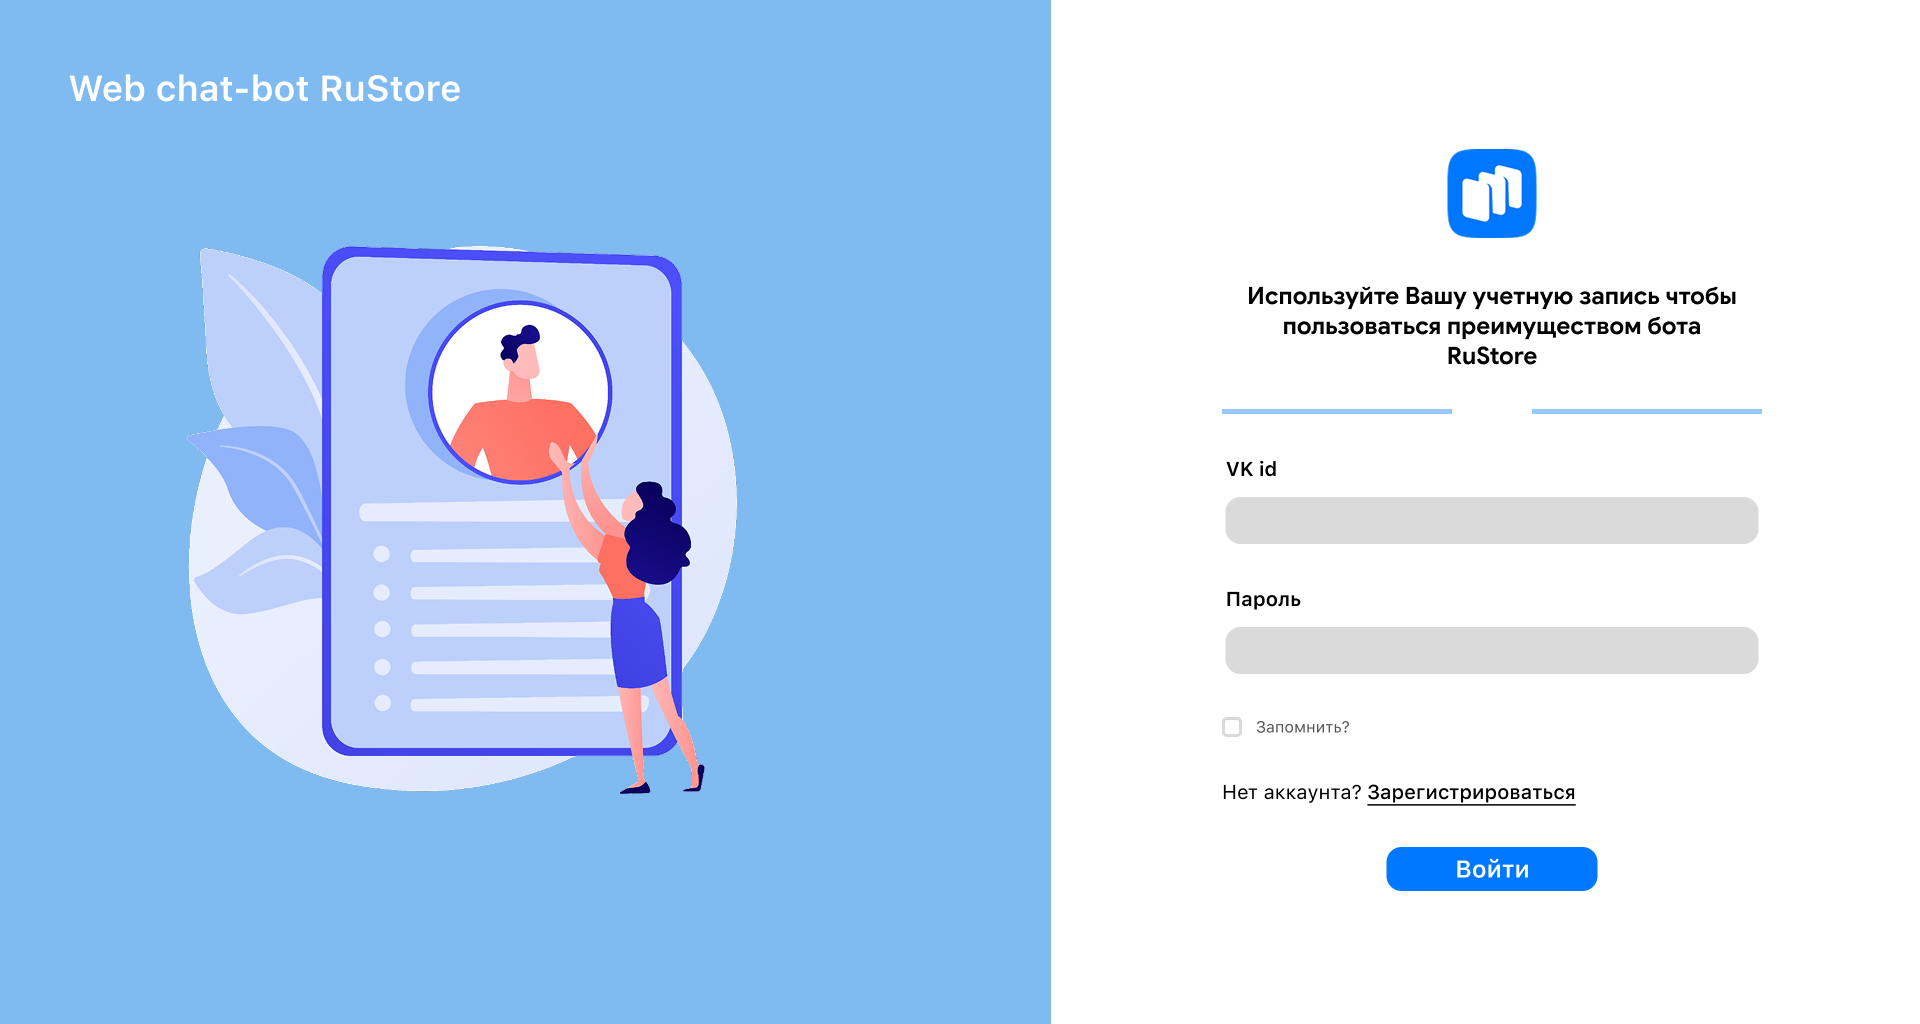 Web chat-bot RuStore
Используйте Вашу учетную запись чтобы
пользоваться преимуществом бота
RuStore
VK id
Пароль
Запомнить?
Нет аккаунта? Зарегистрироваться
Войти